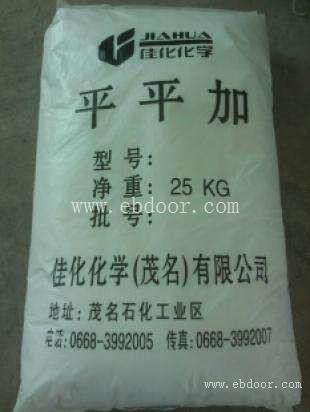 JIAHUA
佳化化学
平平加
型号:
净重: 25 KG
批号:
www.ebdoor.com
佳化化学(茂名)有限公司
地址: 茂名石化工业区
电话:0668-3992005 传真:0668-3992007
www.ebdoor.com